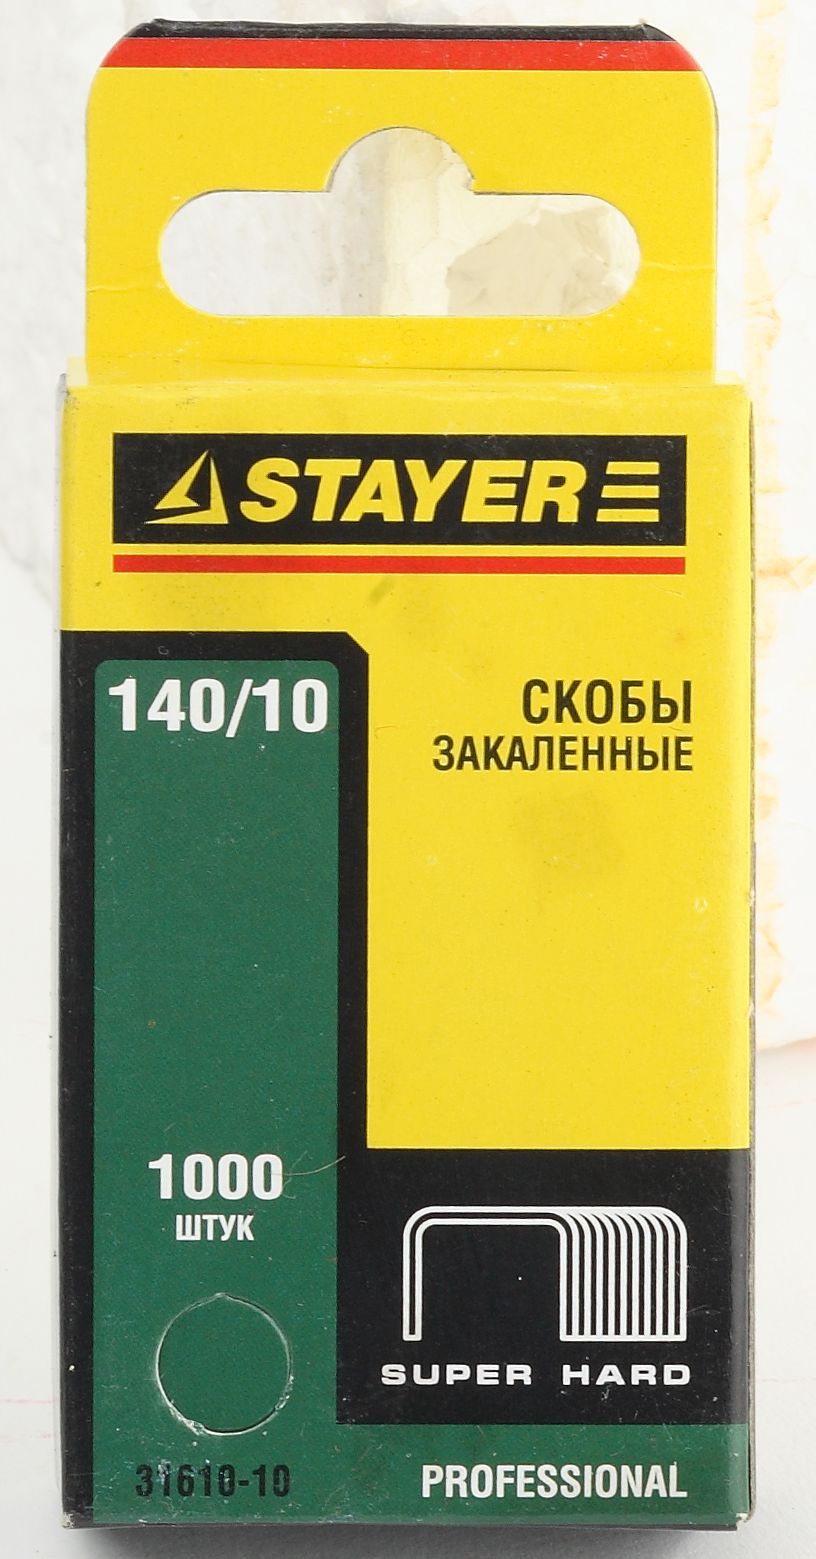 STAYER
140/10
СКОБЫ
ЗАКАЛЕННЫЕ
1000
ШТУК
SUPER HARD
31610-10
PROFESSIONAL